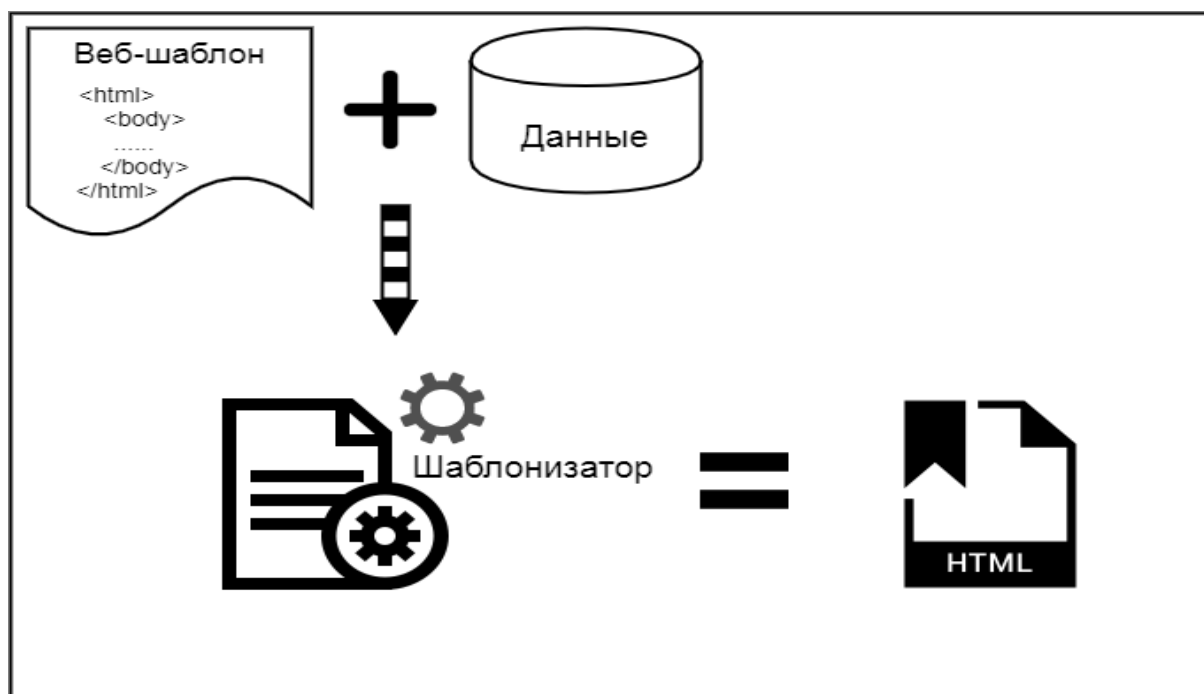 Веб-шаблон
<html>
<body>
......
</body>
</html>
Данные
Шаблонизатор
HTML